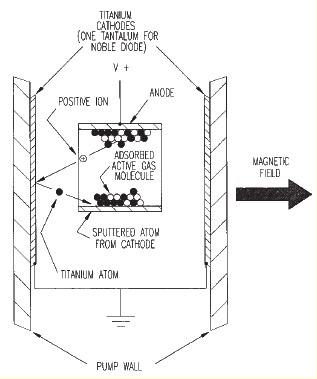 TITANIUM
CATHODES
(ONE TANTALUM FOR
NOBLE DIODE)
V +
POSITIVE ION
ANODE
ADSORBED
ACTIVE GAS
MOLECULE
MAGNETIC
FIELD
SPUTTERED ATOM
FROM CATHODE
TITANIUM ATOM
PUMP WALL